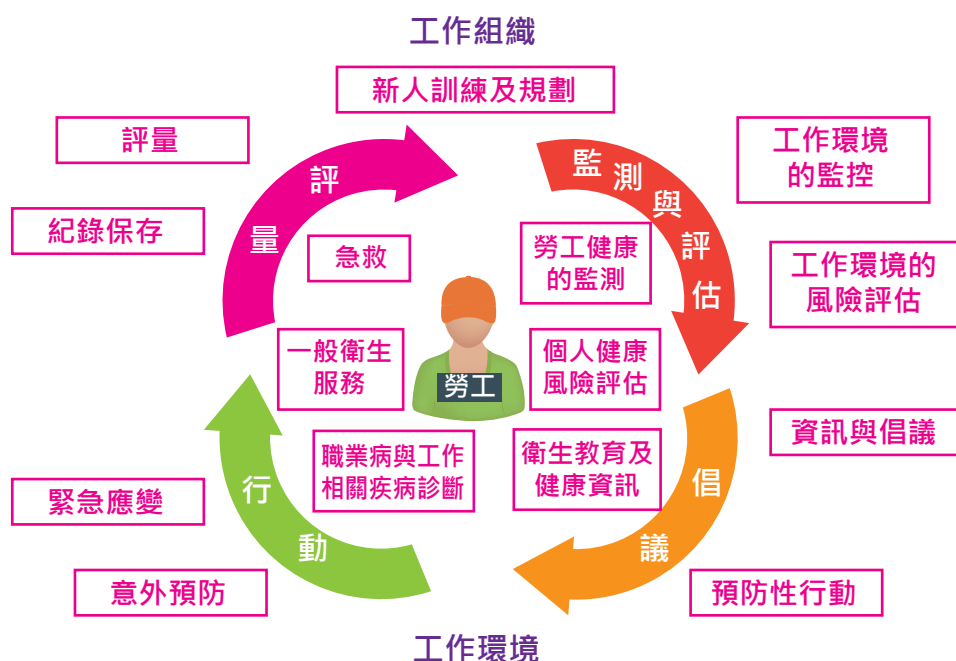 工作組織
新人訓練及規劃
評量
紀錄保存
評量
急救
監測與評估
工作環境
的監控
勞工健康
的監測
工作環境的
風險評估
一般衛生
服務
勞工
個人健康
風險評估
資訊與倡議
職業病與工作
相關疾病診斷
衛生教育及
健康資訊
倡議
行動
緊急應變
意外預防
預防性行動
工作環境